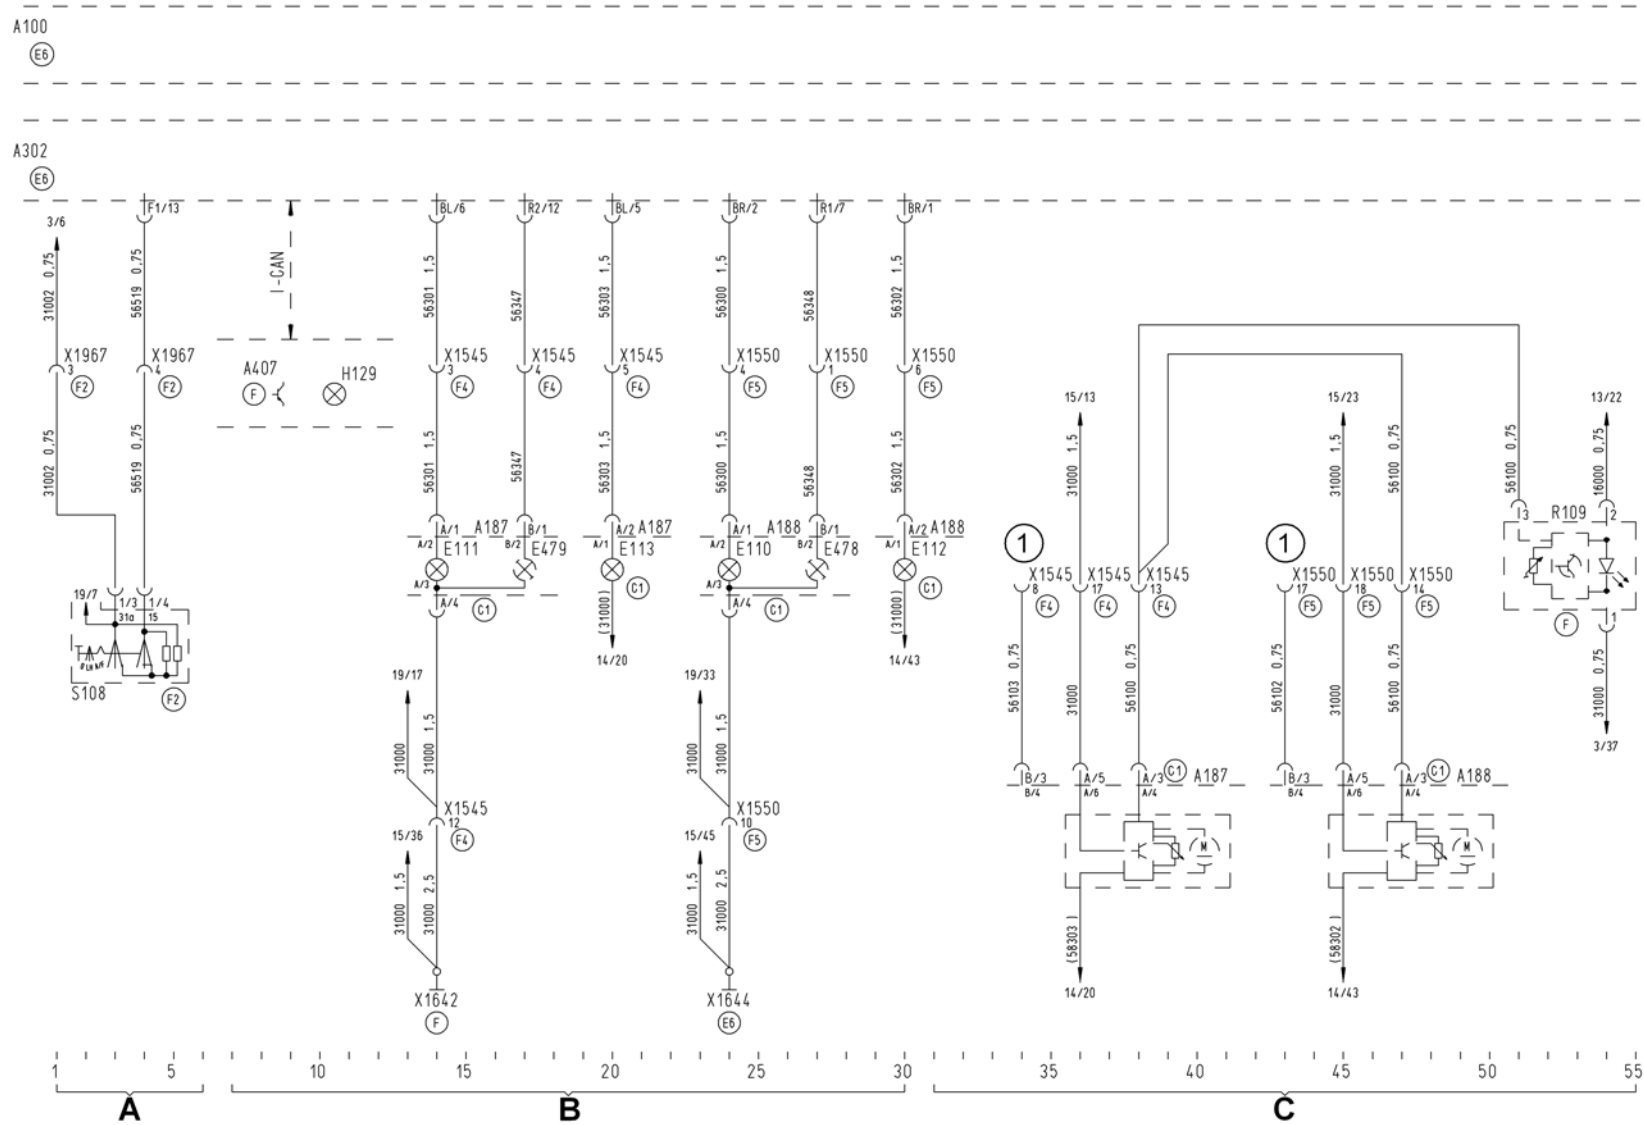 A100
E6
A302
E6
3/6
F1/13
BL/6
R2/12
BL/5
BR/2
R1/7
BR/1
31002 0,75
56519 0,75
I-CAN
56301 1,5
56347
56303 1,5
56300 1,5
56348
56302 1,5
X1967
3
F2
X1967
4
F2
A407
F
H129
X1545
3
F4
X1545
4
F4
X1545
5
F4
X1550
4
F5
X1550
1
F5
X1550
6
F5
15/13
15/23
13/22
31002 0,75
56519 0,75
56301 1,5
56347
56303 1,5
56300 1,5
56348
56302 1,5
31000 1,5
31000 1,5
56100 0,75
56100 0,75
16000 0,75
A/1 A187
A/2 E111
B/1
B/2 E479
A/2 A187
A/1 E113
A/1 A188
A/2 E110
B/1
B/2 E478
A/2 A188
A/1 E112
3
R109
2
1
1
A/3
A/4
C1
C1
A/3
A/4
C1
C1
X1545
8
F4
X1545
17
F4
X1545
13
F4
X1550
17
F5
X1550
18
F5
X1550
14
F5
F
1
19/7
1/3
1/4
31a
15
S108
F2
(31000)
14/20
(31000)
14/43
56103 0,75
31000
56100 0,75
56102 0,75
31000
56100 0,75
31000 0,75
3/37
19/17
31000
31000 1,5
19/33
31000
31000 1,5
B/3
B/4
A/5
A/6
A/3
A/4
C1
A187
B/3
B/4
A/5
A/6
A/3
A/4
C1
A188
X1545
12
F4
X1550
10
F5
15/36
15/45
M
M
31000 1,5
31000 2,5
31000 1,5
31000 2,5
(58303)
14/20
(58302)
14/43
X1642
F
X1644
E6
1 5 10 15 20 25 30 35 40 45 50 55
A B C